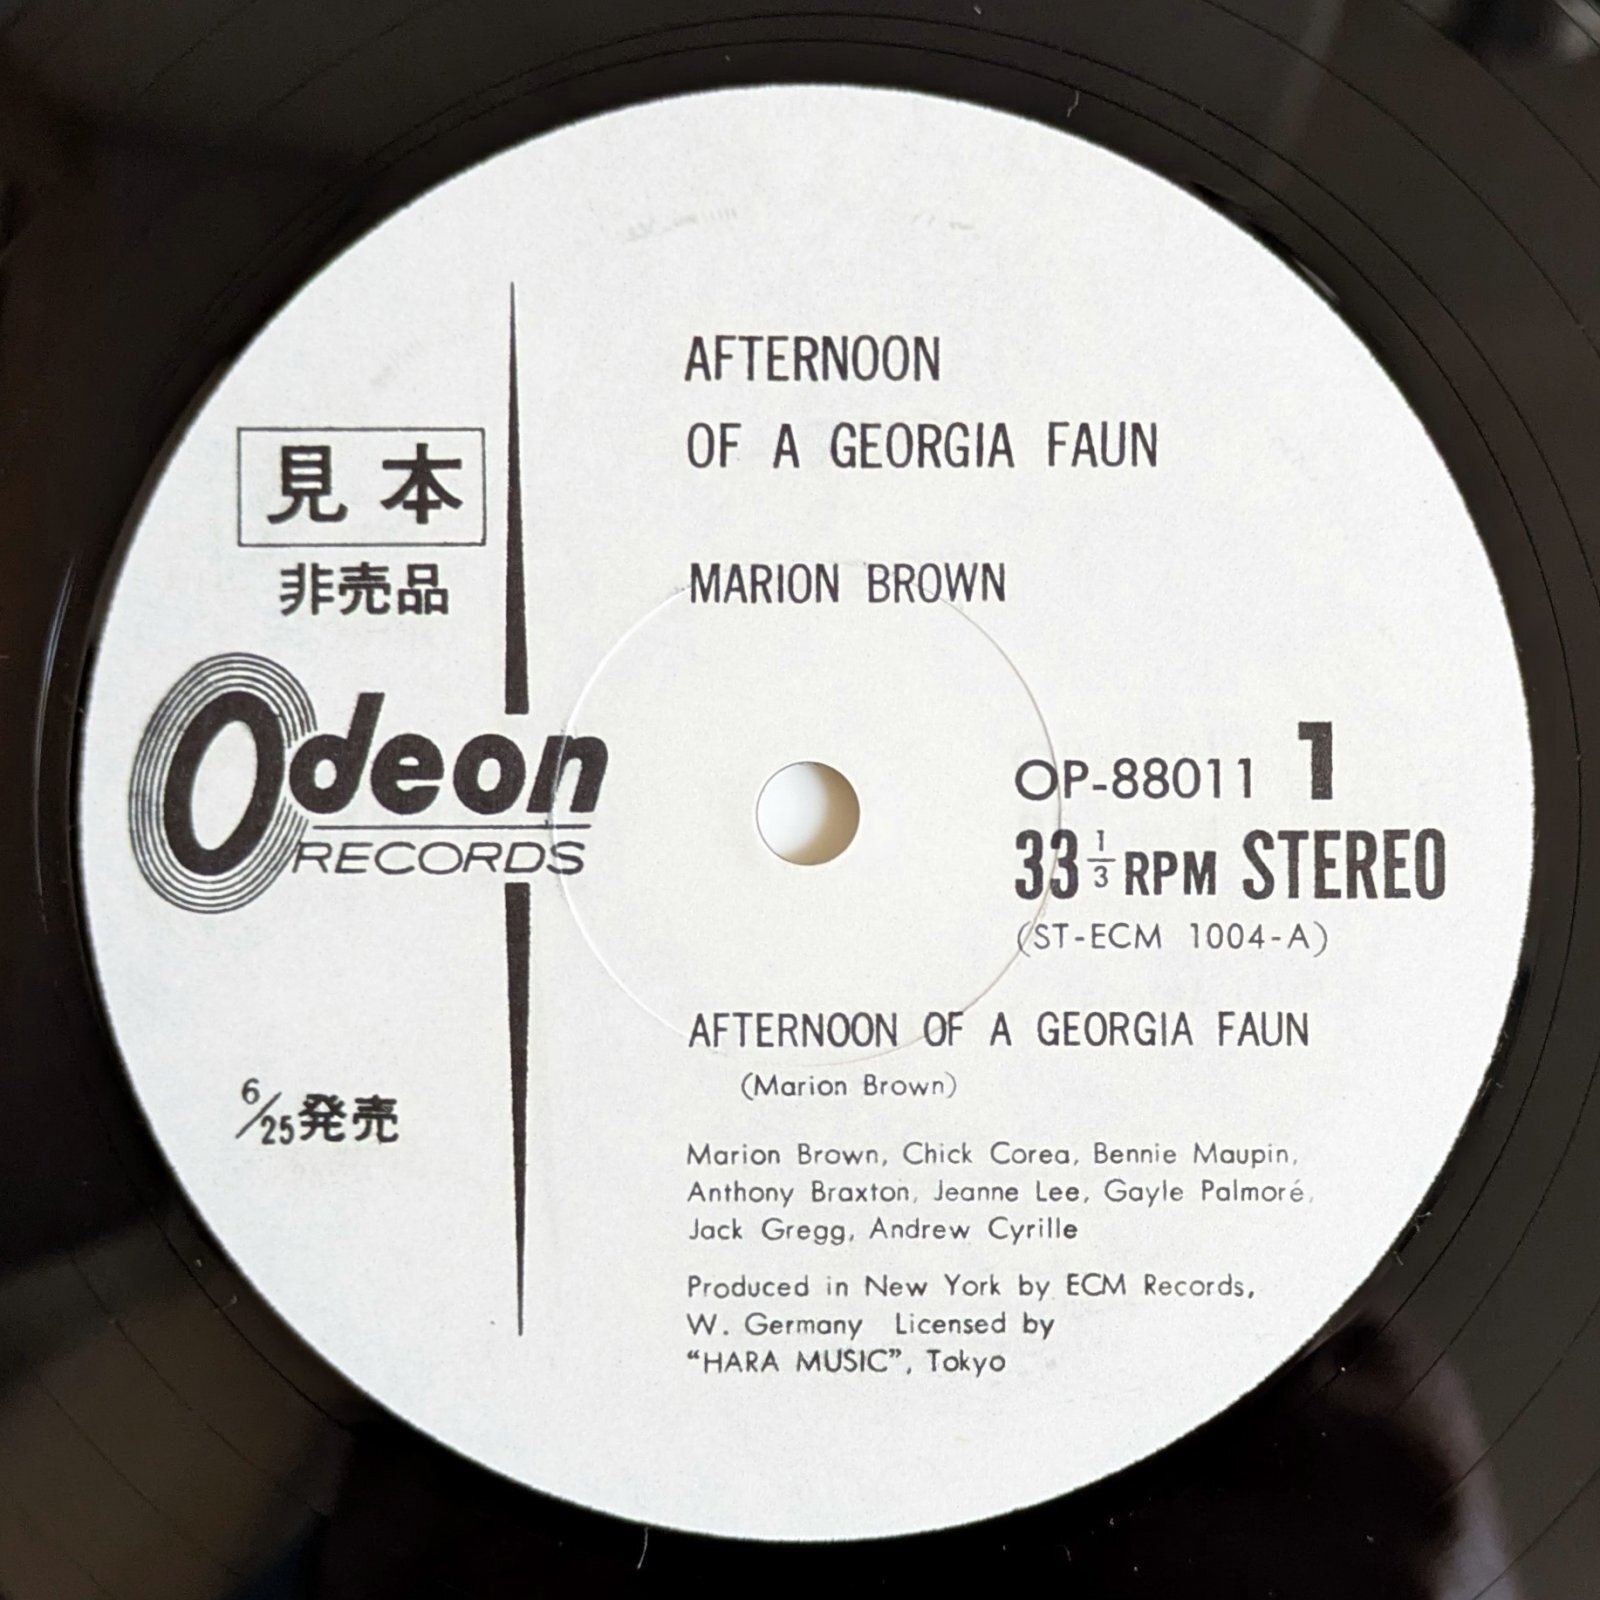 AFTERNOON
OF A GEORGIA FAUN
MARION BROWN
見本
非売品
Odeon
RECORDS
OP-88011 1
33 1/3 RPM STEREO
(ST-ECM 1004-A)
AFTERNOON OF A GEORGIA FAUN
(Marion Brown)
6/25発売
Marion Brown, Chick Corea, Bennie Maupin,
Anthony Braxton, Jeanne Lee, Gayle Palmoré,
Jack Gregg, Andrew Cyrille
Produced in New York by ECM Records,
W. Germany Licensed by
“HARA MUSIC”, Tokyo